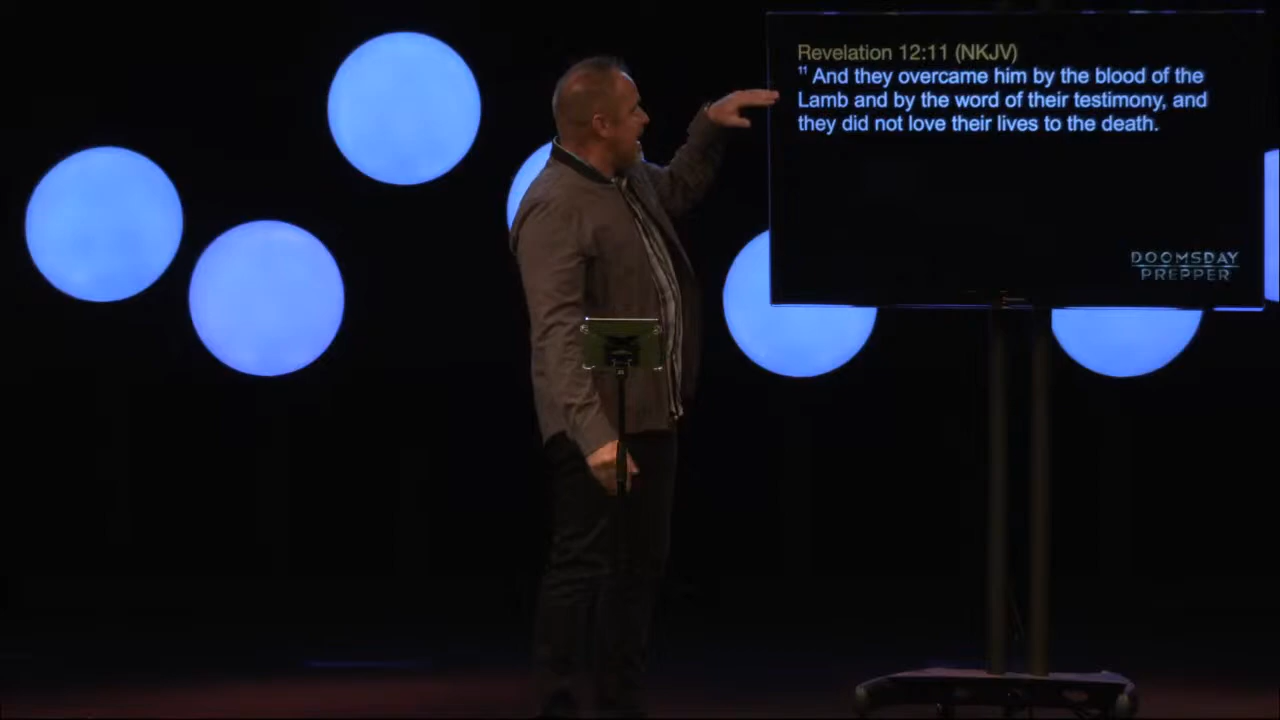 Revelation 12:11 (NKJV)
¹¹ And they overcame him by the blood of the
Lamb and by the word of their testimony, and
they did not love their lives to the death.
DOOMSDAY
PREPPER